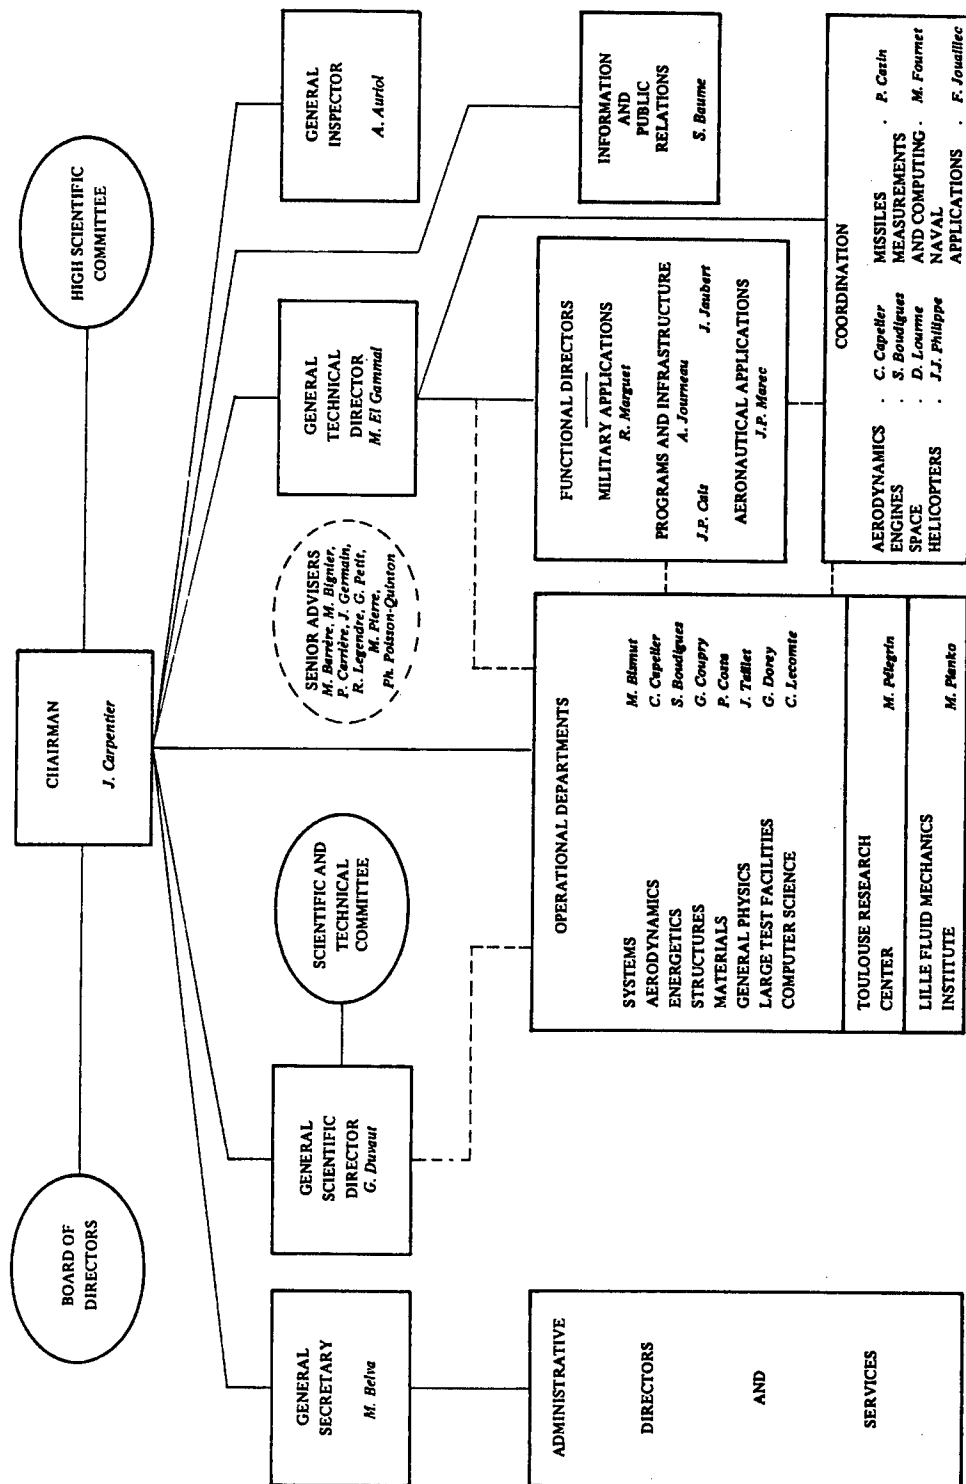 BOARD OF
DIRECTORS
CHAIRMAN
J. Carpentier
HIGH SCIENTIFIC
COMMITTEE
GENERAL
SECRETARY
M. Belva
GENERAL
SCIENTIFIC
DIRECTOR
G. Duvaut
SCIENTIFIC AND
TECHNICAL
COMMITTEE
SENIOR ADVISERS
M. Barrère, M. Bignier,
P. Carrière, J. Germain,
R. Legendre, G. Petit,
M. Pierre,
Ph. Poisson-Quinton
GENERAL
TECHNICAL
DIRECTOR
M. El Gammal
GENERAL
INSPECTOR
A. Auriol
ADMINISTRATIVE
DIRECTORS
AND
SERVICES
OPERATIONAL DEPARTMENTS
SYSTEMS M. Bismut
AERODYNAMICS C. Capelier
ENERGETICS S. Boudigues
STRUCTURES G. Coupry
MATERIALS P. Costa
GENERAL PHYSICS J. Taillet
LARGE TEST FACILITIES G. Dorey
COMPUTER SCIENCE C. Lecomte
TOULOUSE RESEARCH
CENTER M. Pélegrin
LILLE FLUID MECHANICS
INSTITUTE M. Pianko
FUNCTIONAL DIRECTORS
MILITARY APPLICATIONS
R. Marguet
PROGRAMS AND INFRASTRUCTURE
A. Journeau
J.P. Cals J. Jaubert
AERONAUTICAL APPLICATIONS
J.P. Marec
INFORMATION
AND
PUBLIC
RELATIONS
S. Baume
COORDINATION
AERODYNAMICS . C. Capelier MISSILES . P. Cazin
ENGINES . S. Boudigues MEASUREMENTS
SPACE . D. Lourme AND COMPUTING . M. Fournet
HELICOPTERS . J.J. Philippe NAVAL
APPLICATIONS . F. Jouaillec